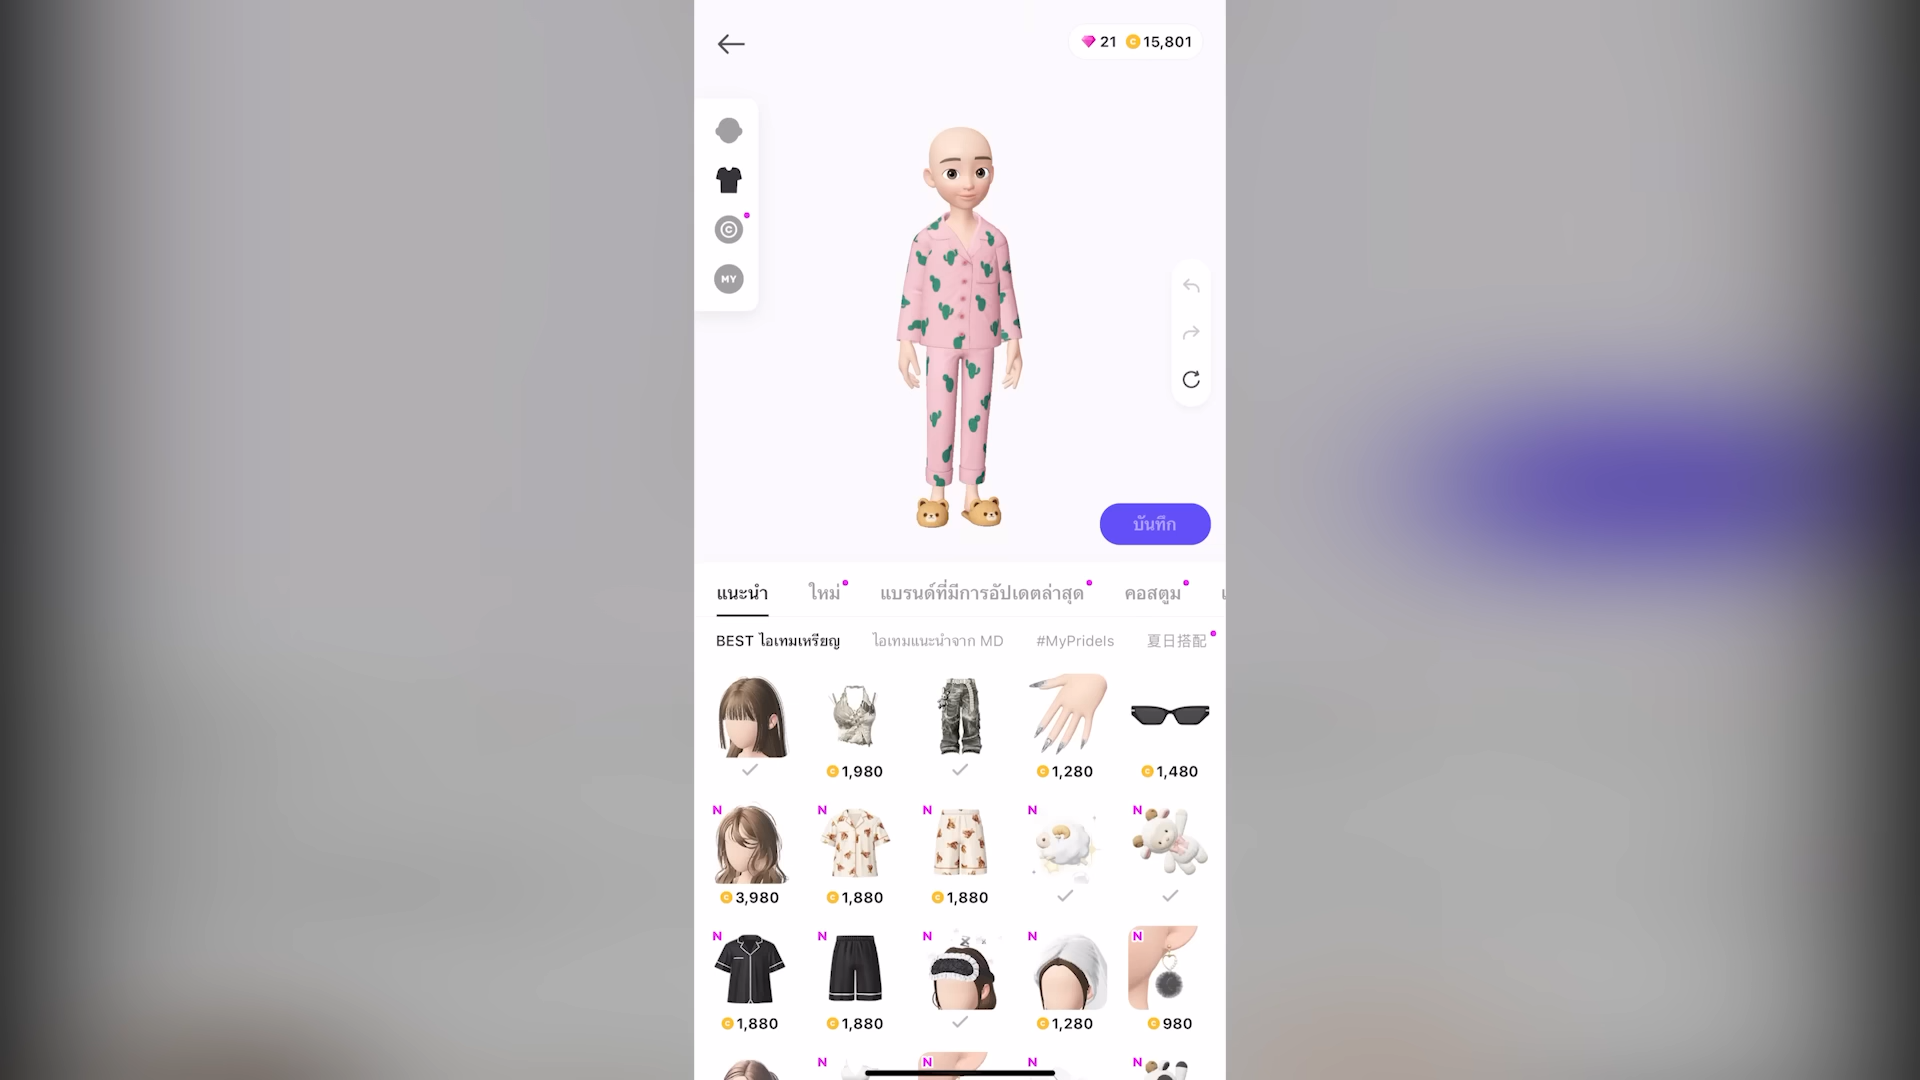 21 C 15,801
C
MY
บันทึก
แนะนำ ใหม่ แบรนด์ที่มีการอัปเดตล่าสุด คอสตูม
BEST ไอเทมเหรียญ ไอเทมแนะนำจาก MD #MyPrideIs 夏日搭配
C 1,980 C 1,280 C 1,480
N N N N N
C 3,980 C 1,880 C 1,880
N N N N N
C 1,880 C 1,880 C 1,280 C 980
N N N N